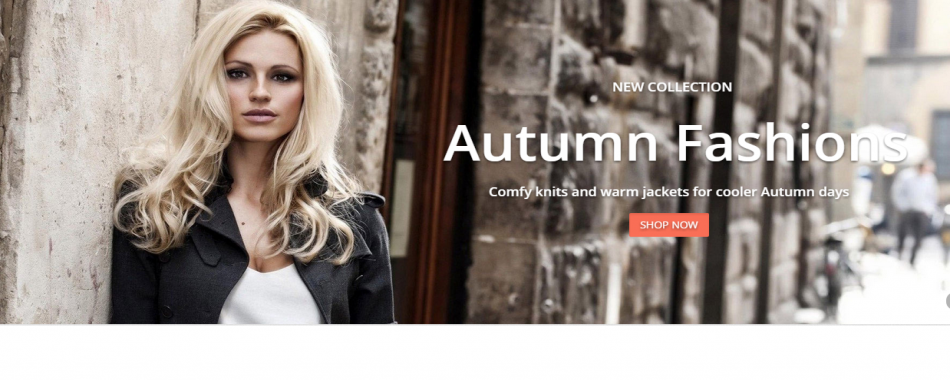 NEW COLLECTION
Autumn Fashions
Comfy knits and warm jackets for cooler Autumn days
SHOP NOW